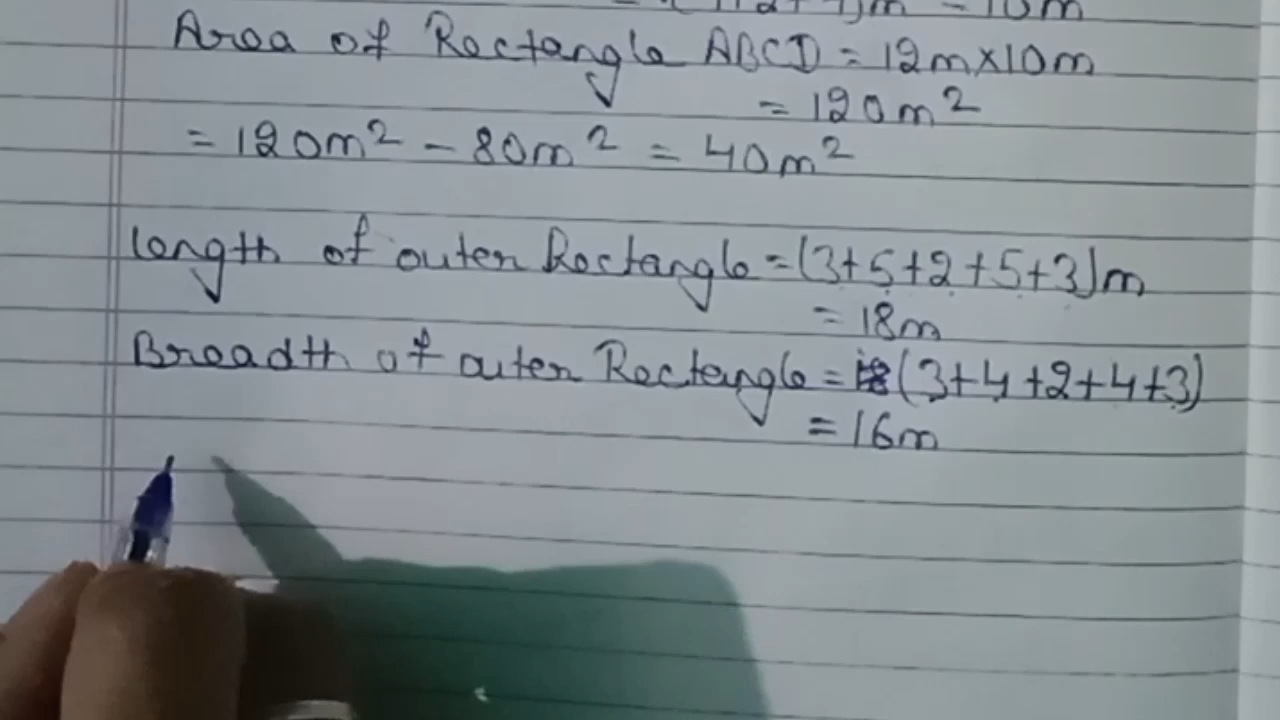 = 10m
Area of Rectangle ABCD = 12m×10m
= 120m²
= 120m² - 80m² = 40m²
length of outer Rectangle = (3+5+2+5+3)m
= 18m
Breadth of outer Rectangle = (3+4+2+4+3)
= 16m